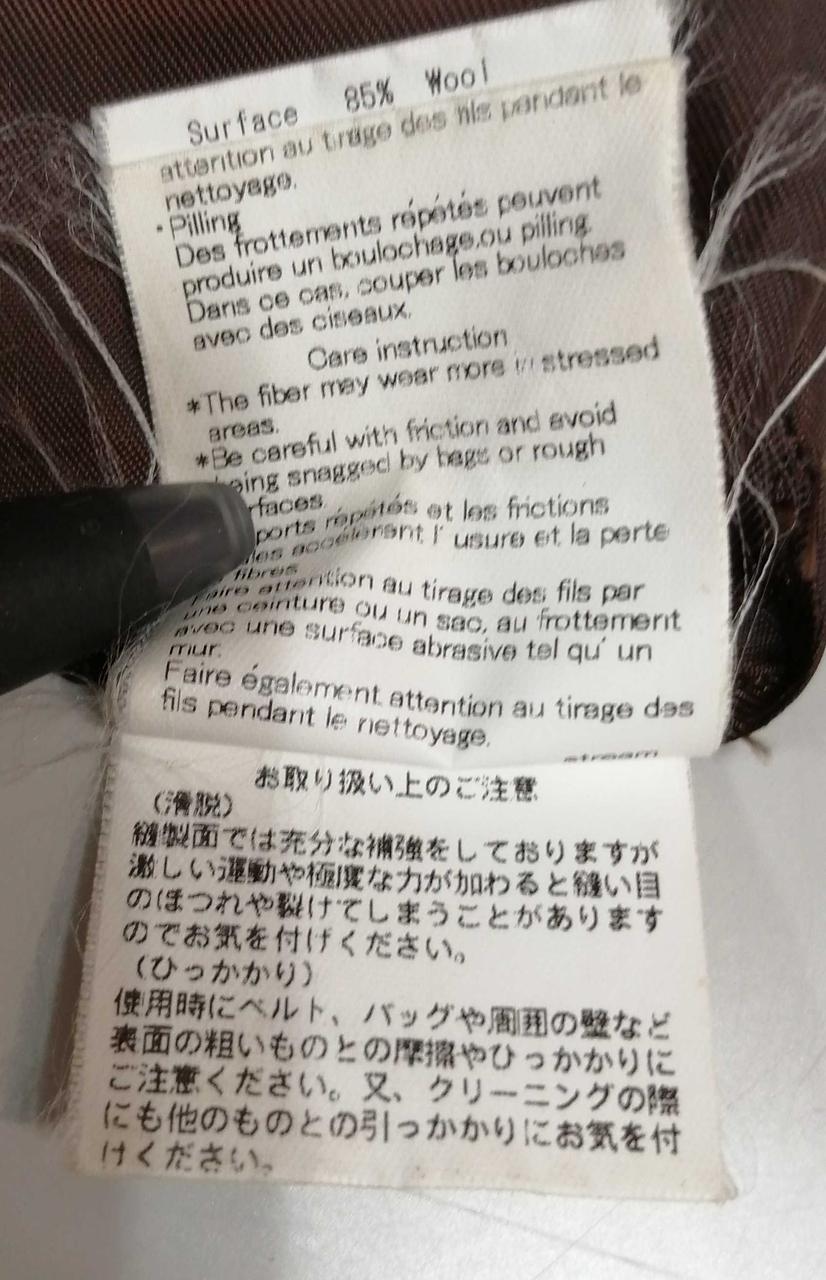 Surface 85% Wool
attention au tirage des fils pendant le
nettoyage.
・Pilling
Des frottements répétés peuvent
produire un boulochage,ou pilling.
Dans ce cas, couper les bouloches
avec des ciseaux.
Care instruction
*The fiber may wear more in stressed
areas.
*Be careful with friction and avoid
being snagged by bags or rough
rfaces.
ports répétés et les frictions
les accélèrent l'usure et la perte
fibres
Faire attention au tirage des fils par
une ceinture ou un sac, au frottement
avec une surface abrasive tel qu'un
mur.
Faire également attention au tirage des
fils pendant le nettoyage.
お取り扱い上のご注意
（滑脱）
縫製面では充分な補強をしておりますが
激しい運動や極度な力が加わると縫い目
のほつれや裂けてしまうことがあります
のでお気を付けください。
（ひっかかり）
使用時にベルト、バッグや周囲の壁など
表面の粗いものとの摩擦やひっかかりに
ご注意ください。又、クリーニングの際
にも他のものとの引っかかりにお気を付
けください。